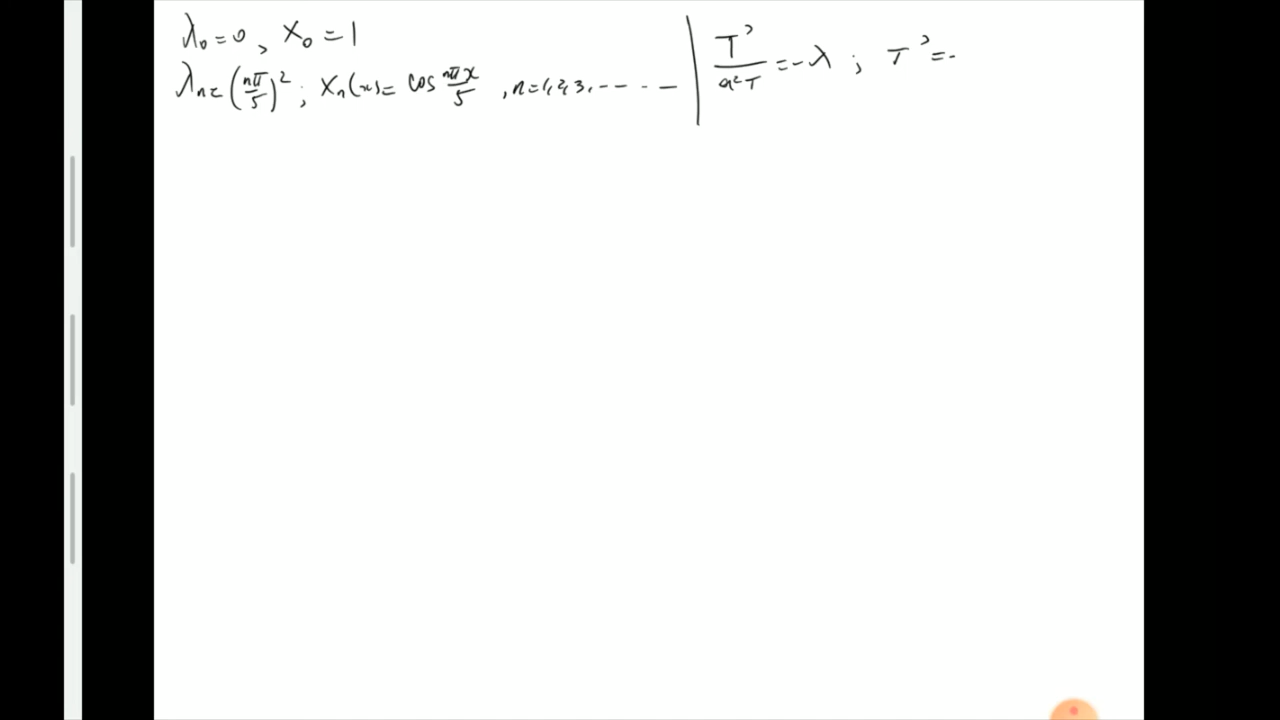 λ₀ = 0 , X₀ = 1
λₙ = (nπ/5)² ; Xₙ(x) = cos nπx/5 , n = 1, 2, 3, -- - · - —
T'/a²T = -λ ; T' = -